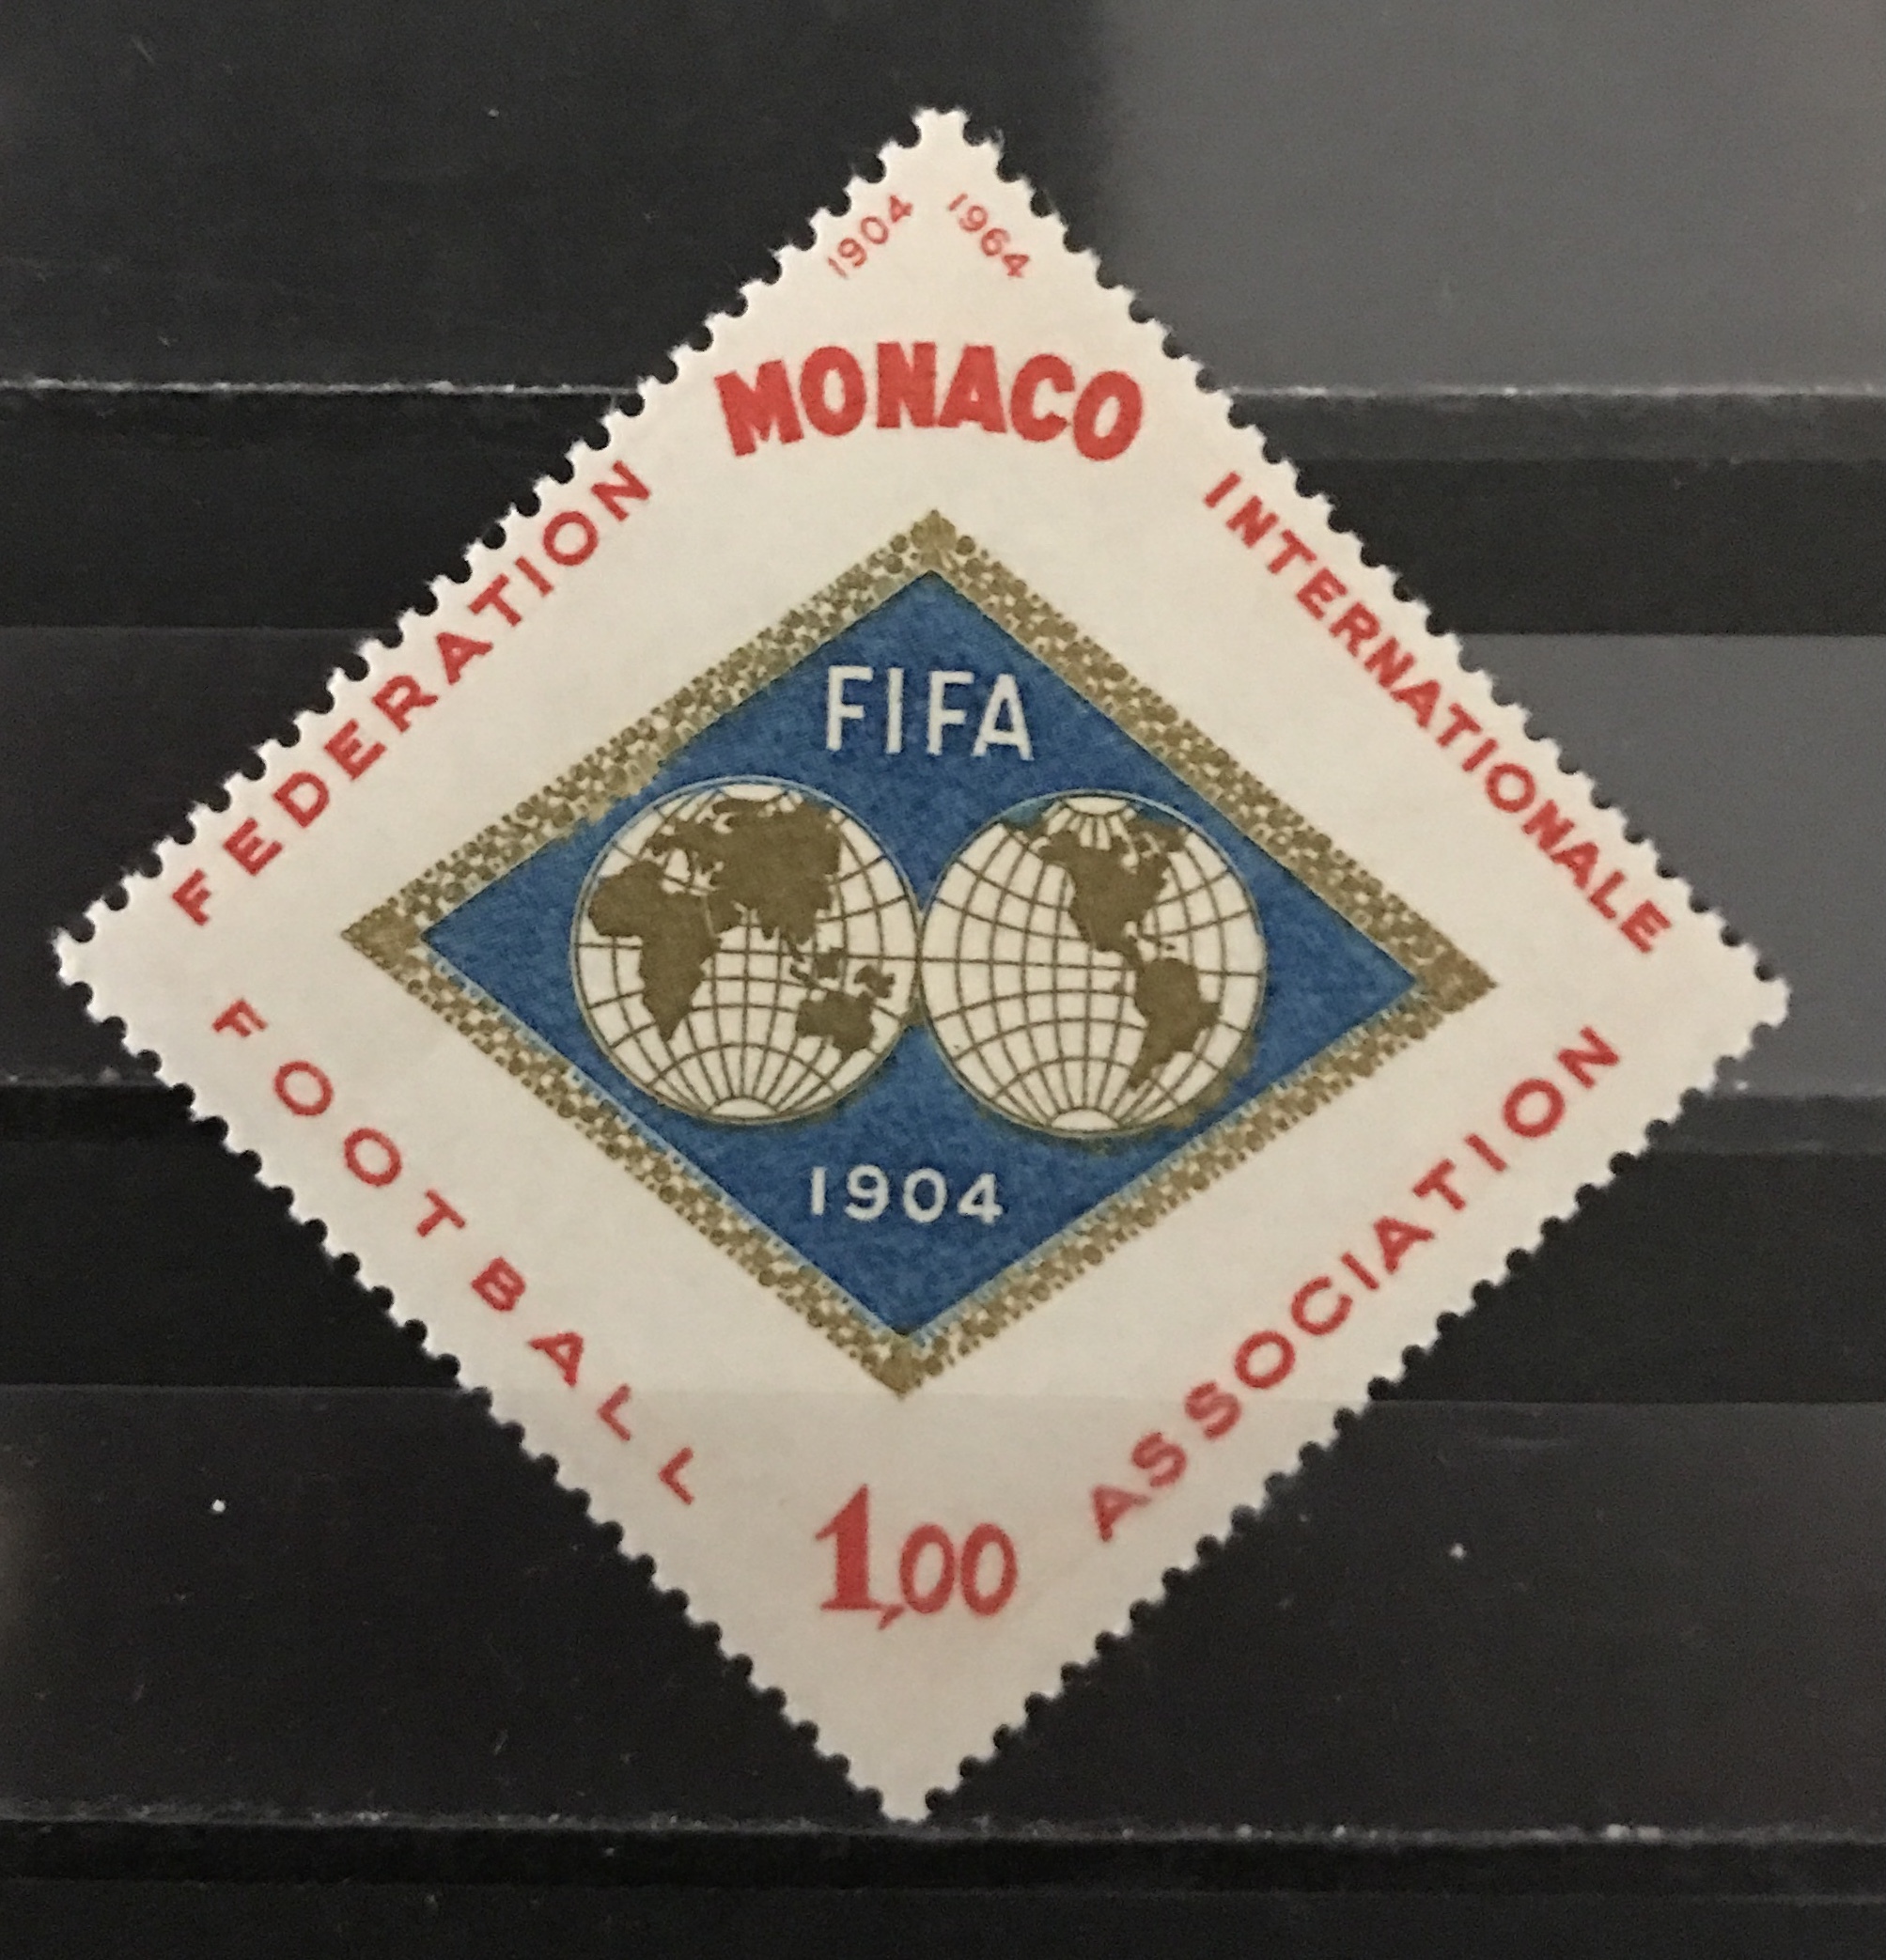 1904 1964
MONACO
FEDERATION
INTERNATIONALE
FIFA
1904
FOOTBALL
ASSOCIATION
1,00